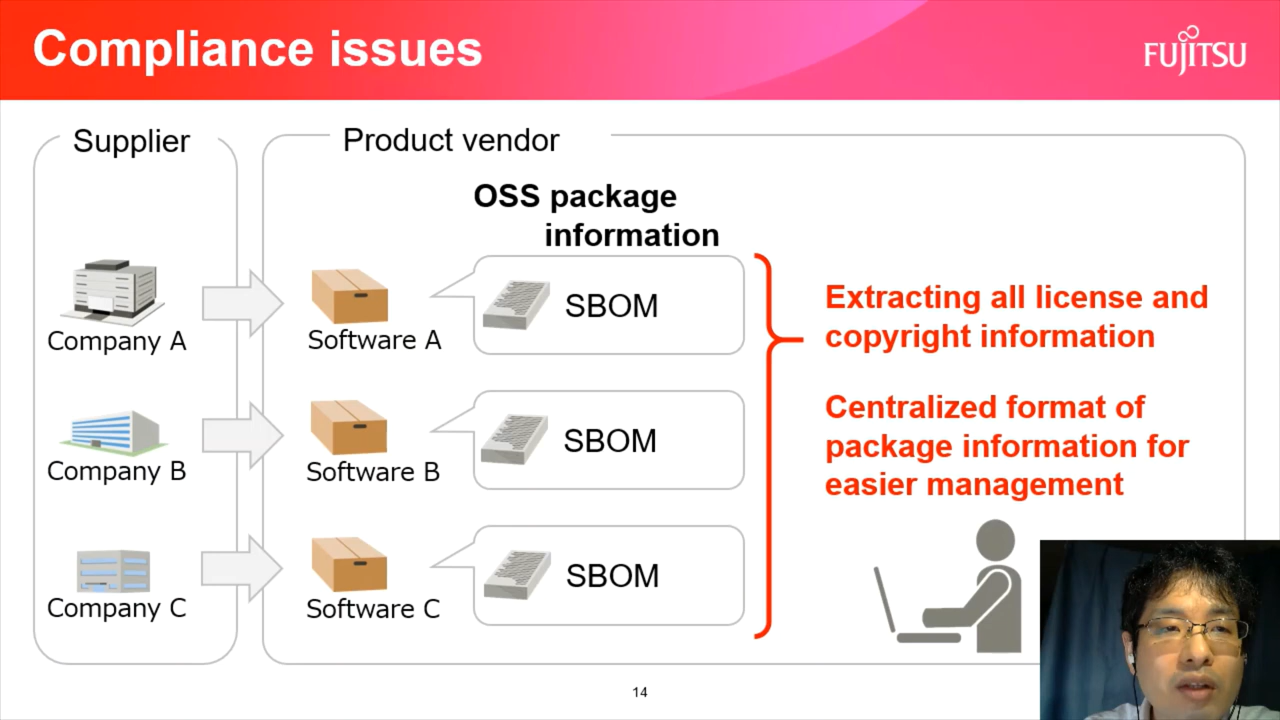 Compliance issues
FUJITSU
Supplier
Product vendor
OSS package
information
Company A
Software A
SBOM
Company B
Software B
SBOM
Company C
Software C
SBOM
Extracting all license and
copyright information
Centralized format of
package information for
easier management
14